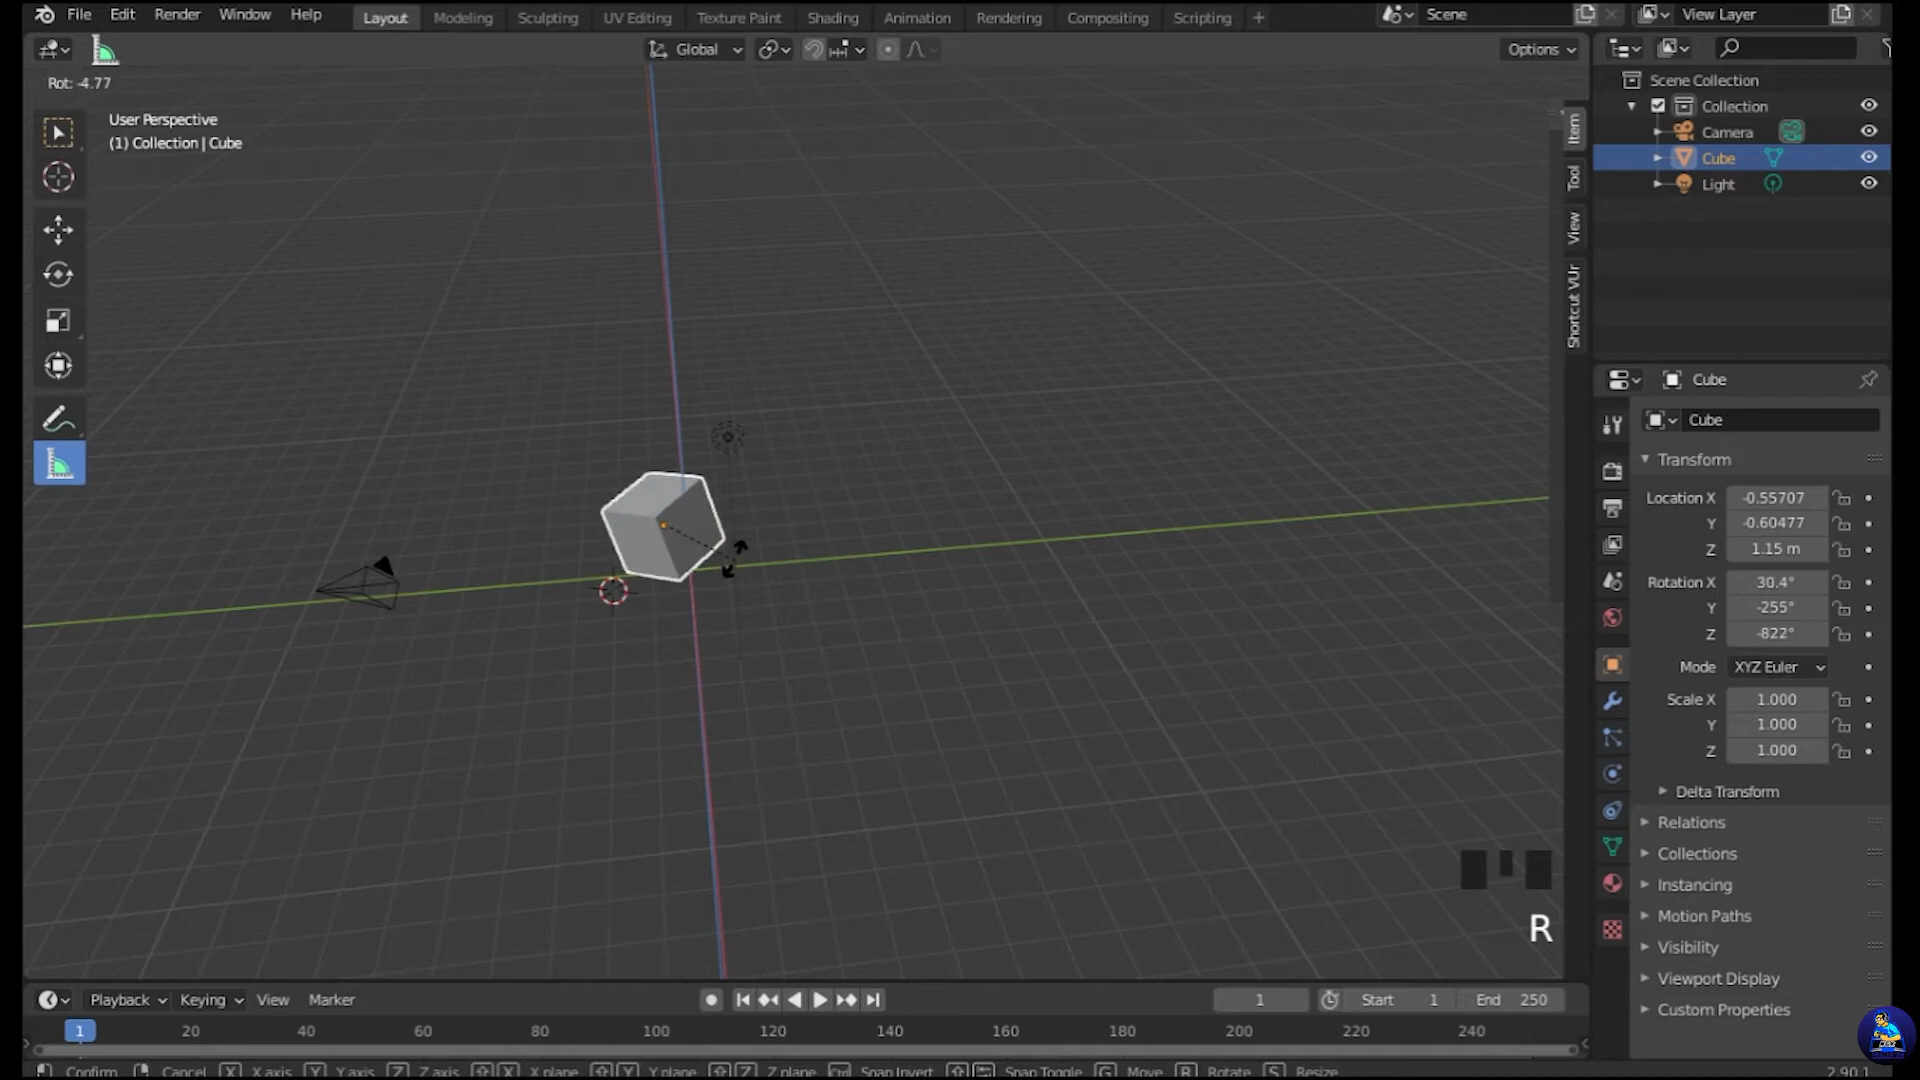 File Edit Render Window Help Layout Modeling Sculpting UV Editing Texture Paint Shading Animation Rendering Compositing Scripting + Scene View Layer
Global Options
Rot: -4.77
User Perspective
(1) Collection | Cube
Item
Tool
View
Shortcut VUr
Scene Collection
Collection
Camera
Cube
Light
Cube
Cube
Transform
Location X -0.55707
Y -0.60477
Z 1.15 m
Rotation X 30.4°
Y -255°
Z -822°
Mode XYZ Euler
Scale X 1.000
Y 1.000
Z 1.000
Delta Transform
Relations
Collections
Instancing
Motion Paths
Visibility
Viewport Display
Custom Properties
R
Playback Keying View Marker 1 Start 1 End 250
1 20 40 60 80 100 120 140 160 180 200 220 240
Confirm Cancel X X axis Y Y axis Z Z axis X X plane Y Y plane Z Z plane Ctrl Snap Invert Snap Toggle G Move R Rotate S Resize 2.90.1